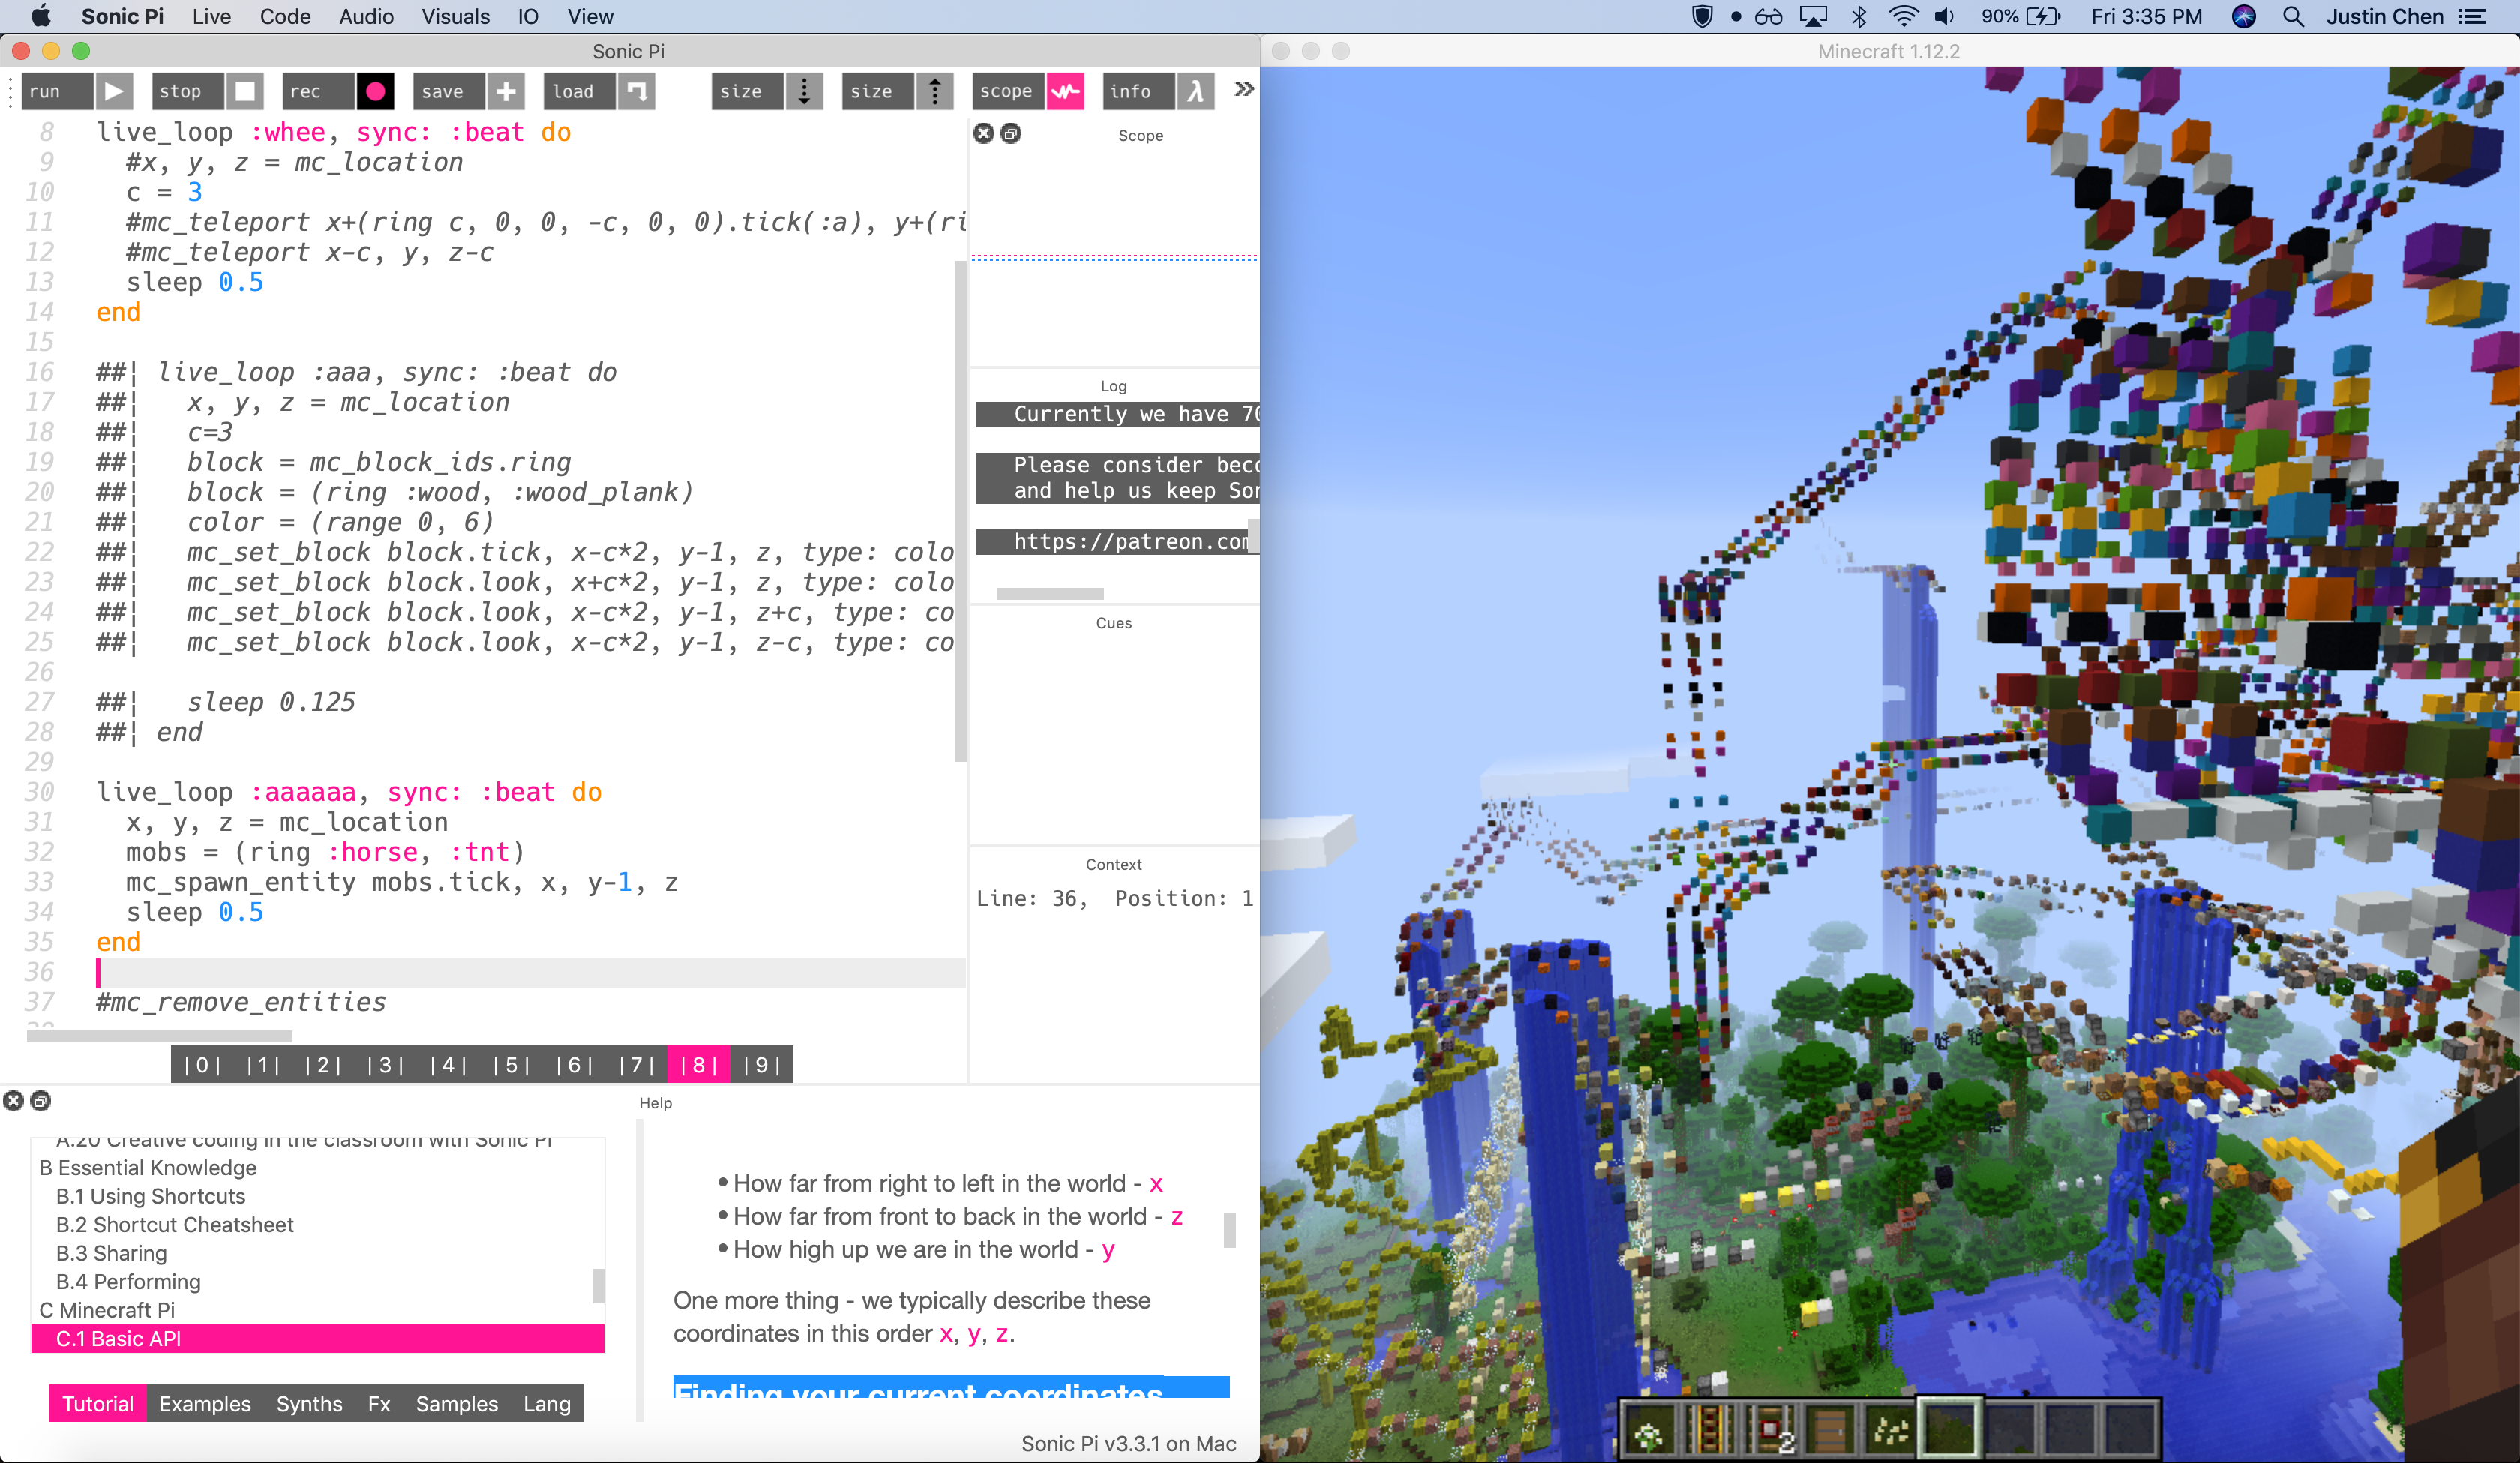 Sonic Pi Live Code Audio Visuals IO View 90% Fri 3:35 PM Justin Chen
Sonic Pi
Minecraft 1.12.2
run stop rec save load size size scope info
8 live_loop :whee, sync: :beat do
9 #x, y, z = mc_location
10 c = 3
11 #mc_teleport x+(ring c, 0, 0, -c, 0, 0).tick(:a), y+(ri
12 #mc_teleport x-c, y, z-c
13 sleep 0.5
14 end
15
16 ##| live_loop :aaa, sync: :beat do
17 ##| x, y, z = mc_location
18 ##| c=3
19 ##| block = mc_block_ids.ring
20 ##| block = (ring :wood, :wood_plank)
21 ##| color = (range 0, 6)
22 ##| mc_set_block block.tick, x-c*2, y-1, z, type: colo
23 ##| mc_set_block block.look, x+c*2, y-1, z, type: colo
24 ##| mc_set_block block.look, x-c*2, y-1, z+c, type: co
25 ##| mc_set_block block.look, x-c*2, y-1, z-c, type: co
26
27 ##| sleep 0.125
28 ##| end
29
30 live_loop :aaaaaa, sync: :beat do
31 x, y, z = mc_location
32 mobs = (ring :horse, :tnt)
33 mc_spawn_entity mobs.tick, x, y-1, z
34 sleep 0.5
35 end
36
37 #mc_remove_entities
|0| |1| |2| |3| |4| |5| |6| |7| |8| |9|
Scope
Log
Currently we have 70
Please consider beco
and help us keep Son
https://patreon.com
Cues
Context
Line: 36, Position: 1
Help
A.20 Creative coding in the classroom with Sonic Pi
B Essential Knowledge
B.1 Using Shortcuts
B.2 Shortcut Cheatsheet
B.3 Sharing
B.4 Performing
C Minecraft Pi
C.1 Basic API
Tutorial Examples Synths Fx Samples Lang
• How far from right to left in the world - x
• How far from front to back in the world - z
• How high up we are in the world - y
One more thing - we typically describe these
coordinates in this order x, y, z.
Finding your current coordinates
Sonic Pi v3.3.1 on Mac
2